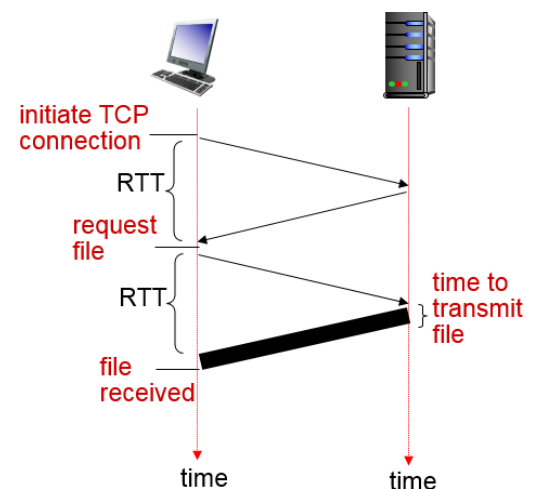 initiate TCP
connection
RTT
request
file
RTT
time to
transmit
file
file
received
time
time